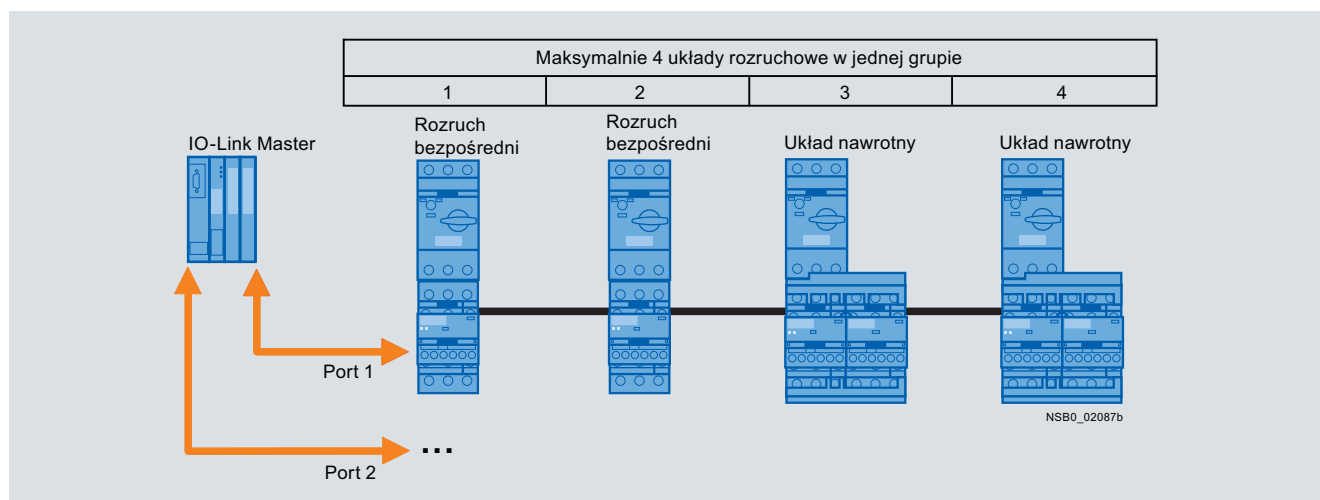 Maksymalnie 4 układy rozruchowe w jednej grupie
1 2 3 4
IO-Link Master
Rozruch
bezpośredni
Rozruch
bezpośredni
Układ nawrotny
Układ nawrotny
Port 1
NSB0_02087b
...
Port 2